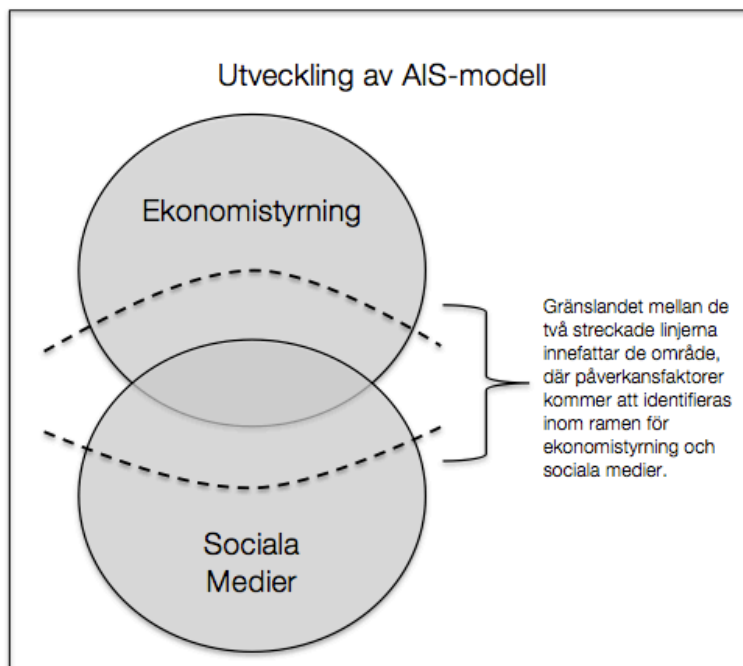 Utveckling av AIS-modell
Ekonomistyrning
Gränslandet mellan de
två streckade linjerna
innefattar de område,
där påverkansfaktorer
kommer att identifieras
inom ramen för
ekonomistyrning och
sociala medier.
Sociala
Medier